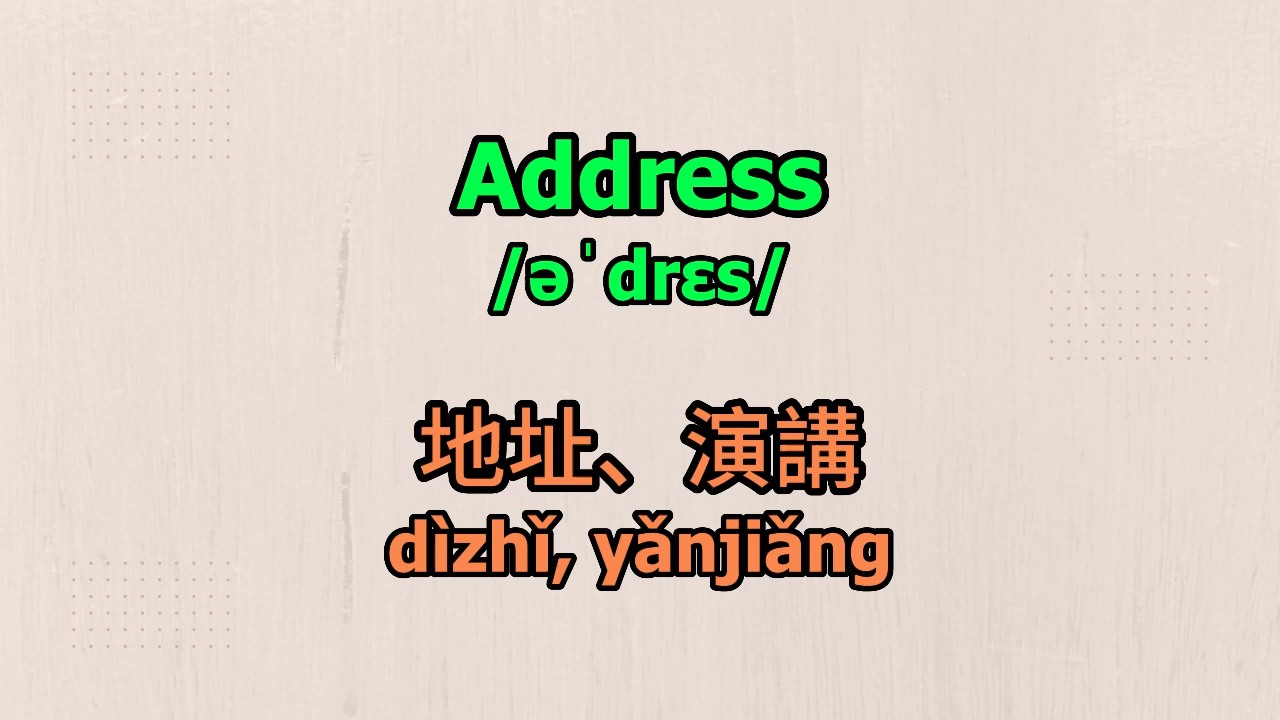 Address
/əˈdrɛs/
地址、演講
dìzhǐ, yǎnjiǎng